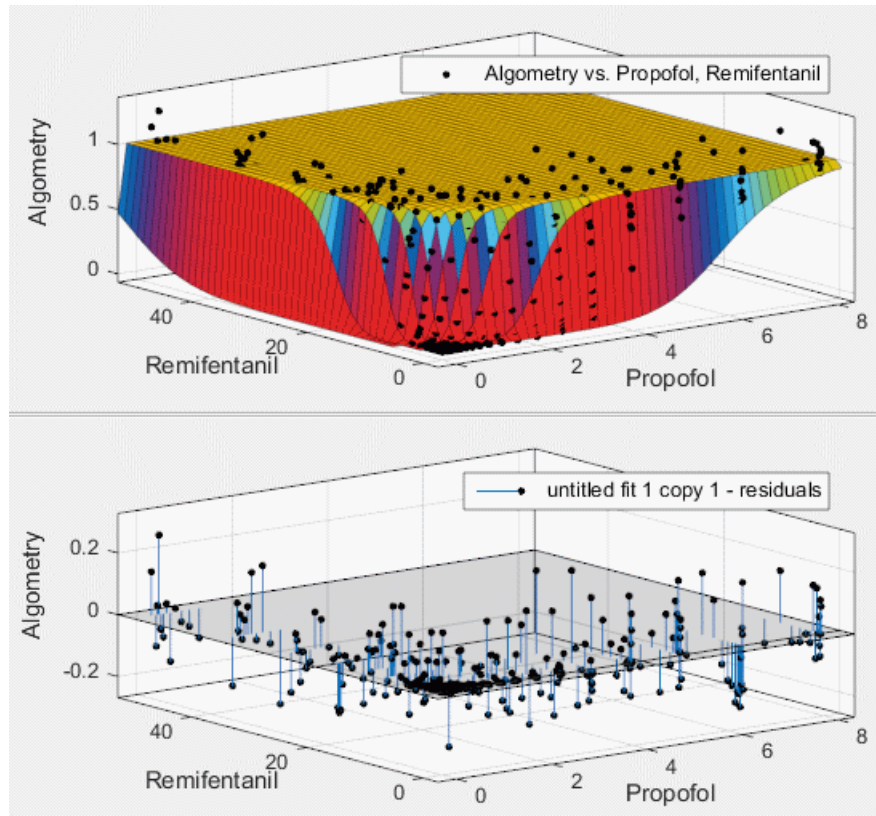 Algometry vs. Propofol, Remifentanil
Algometry
1
0.5
0
40
20
0
Remifentanil
0
2
4
6
8
Propofol
untitled fit 1 copy 1 - residuals
Algometry
0.2
0
-0.2
40
20
0
Remifentanil
0
2
4
6
8
Propofol